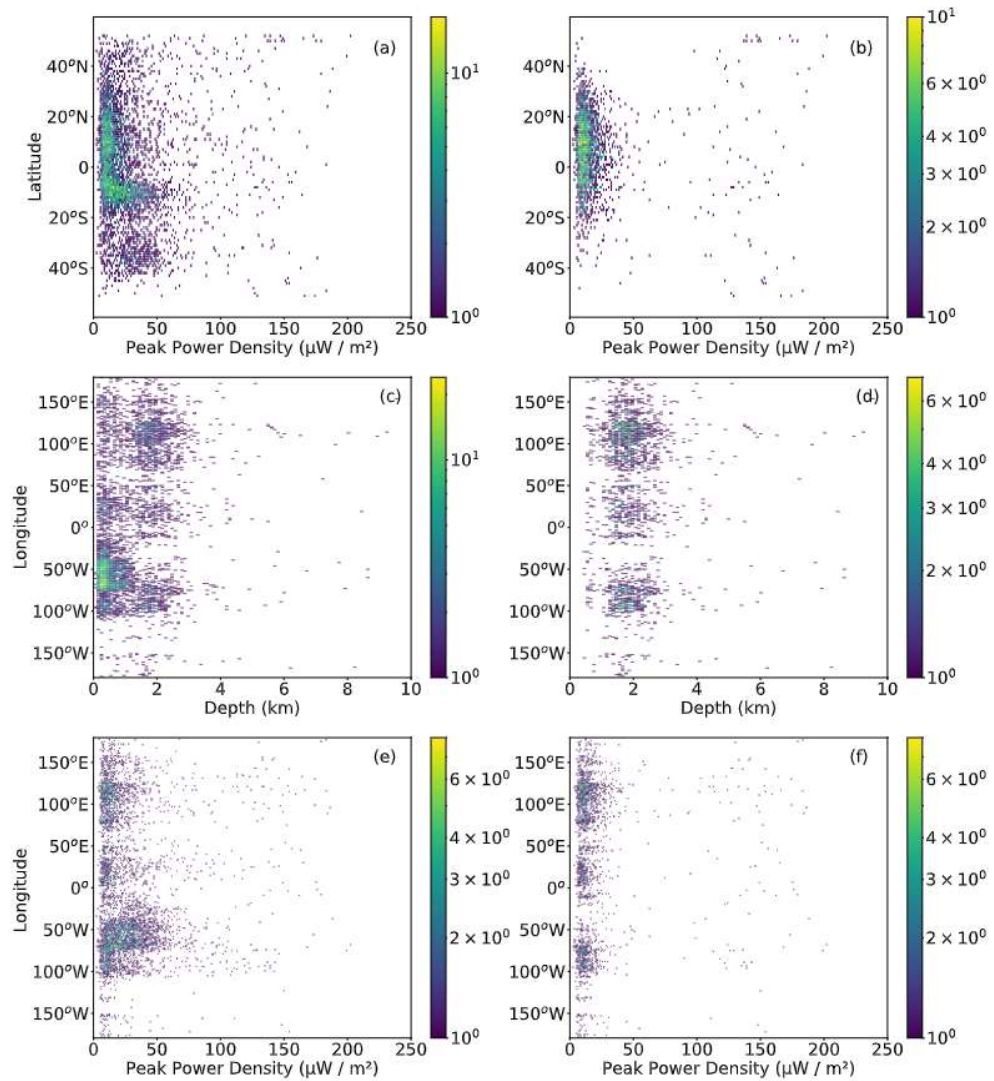 (a)
40°N
20°N
0
20°S
40°S
Latitude
0 50 100 150 200 250
Peak Power Density (µW / m²)
10¹
10⁰
(b)
40°N
20°N
0
20°S
40°S
0 50 100 150 200 250
Peak Power Density (µW / m²)
10¹
6 × 10⁰
4 × 10⁰
3 × 10⁰
2 × 10⁰
10⁰
(c)
150°E
100°E
50°E
0°
50°W
100°W
150°W
Longitude
0 2 4 6 8 10
Depth (km)
10¹
10⁰
(d)
150°E
100°E
50°E
0°
50°W
100°W
150°W
0 2 4 6 8 10
Depth (km)
6 × 10⁰
4 × 10⁰
3 × 10⁰
2 × 10⁰
10⁰
(e)
150°E
100°E
50°E
0°
50°W
100°W
150°W
Longitude
0 50 100 150 200 250
Peak Power Density (µW / m²)
6 × 10⁰
4 × 10⁰
3 × 10⁰
2 × 10⁰
10⁰
(f)
150°E
100°E
50°E
0°
50°W
100°W
150°W
0 50 100 150 200 250
Peak Power Density (µW / m²)
6 × 10⁰
4 × 10⁰
3 × 10⁰
2 × 10⁰
10⁰